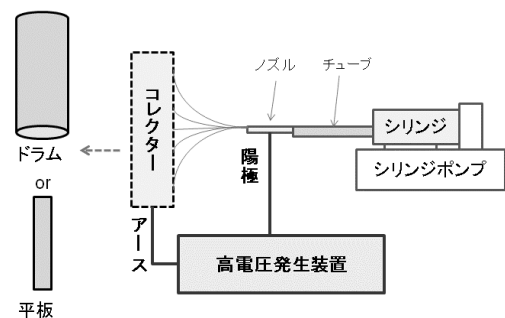 ノズル
チューブ
コレクター
シリンジ
シリンジポンプ
陽極
ドラム
or
平板
アース
高電圧発生装置